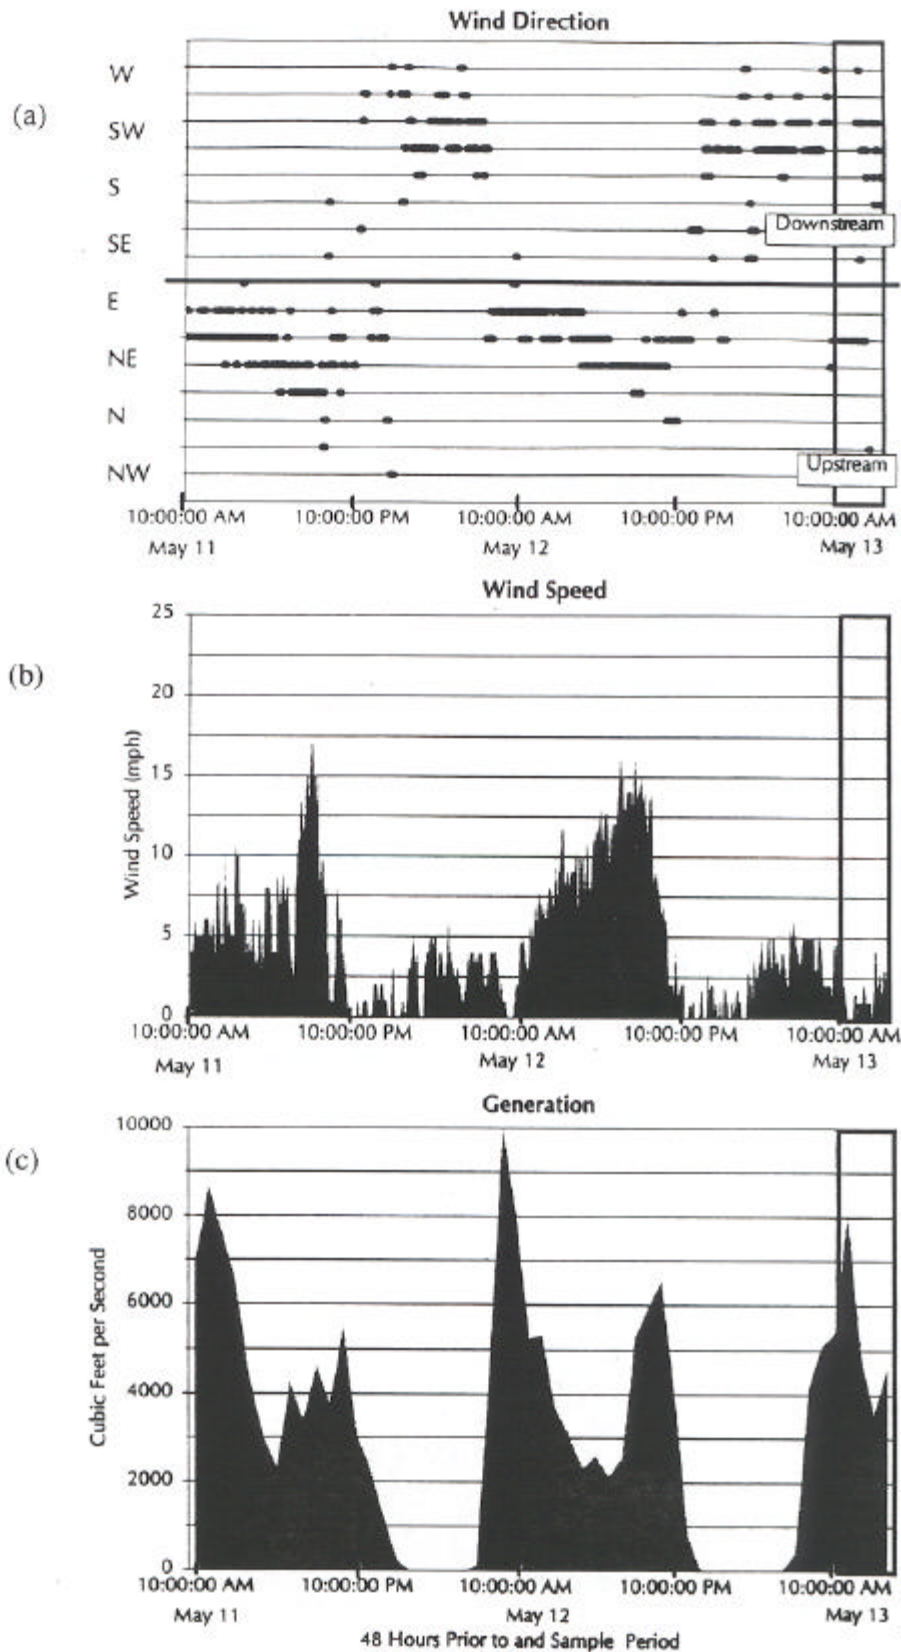 Wind Direction
(a)
W
SW
S
SE
Downstream
E
NE
N
NW
Upstream
10:00:00 AM 10:00:00 PM 10:00:00 AM 10:00:00 PM 10:00:00 AM
May 11 May 12 May 13
Wind Speed
(b)
Wind Speed (mph)
25
20
15
10
5
0
10:00:00 AM 10:00:00 PM 10:00:00 AM 10:00:00 PM 10:00:00 AM
May 11 May 12 May 13
Generation
(c)
Cubic Feet per Second
10000
8000
6000
4000
2000
0
10:00:00 AM 10:00:00 PM 10:00:00 AM 10:00:00 PM 10:00:00 AM
May 11 May 12 May 13
48 Hours Prior to and Sample Period